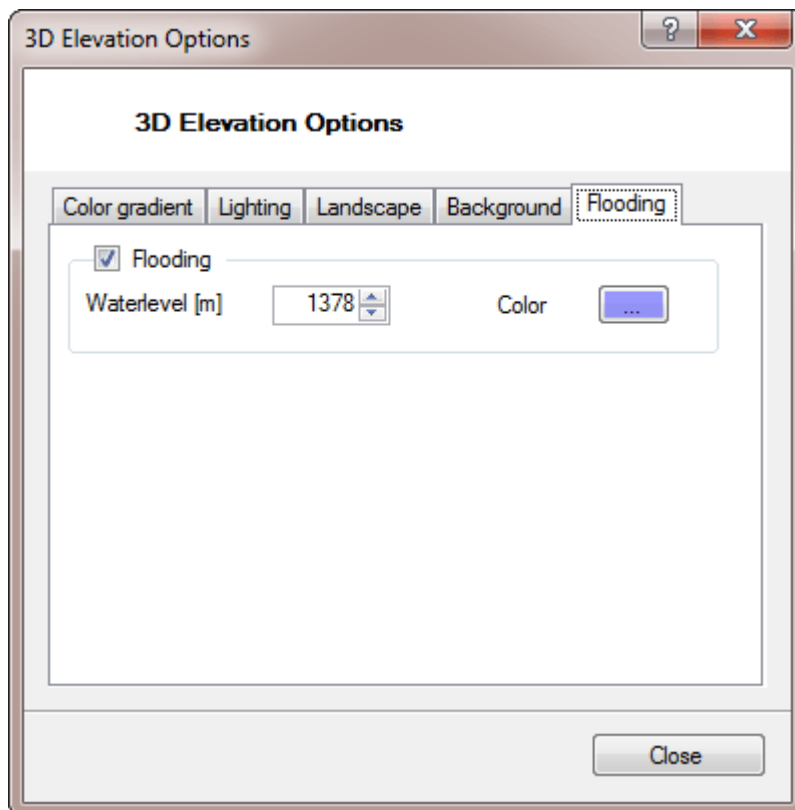 3D Elevation Options
?
X
3D Elevation Options
Color gradient Lighting Landscape Background Flooding
Flooding
Waterlevel [m] 1378 Color ...
Close